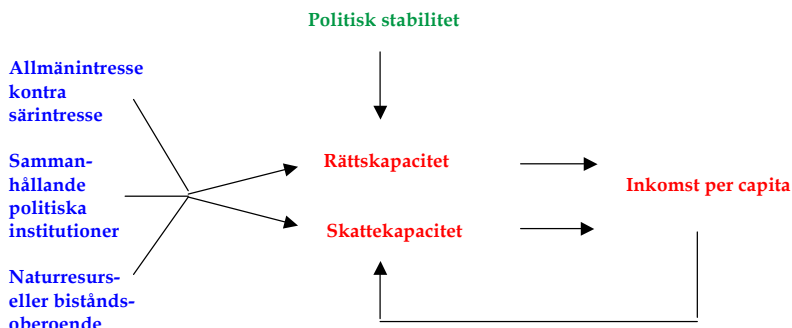 Politisk stabilitet
Allmänintresse
kontra
särintresse
Samman-
hållande
politiska
institutioner
Naturresurs-
eller bistånds-
oberoende
Rättskapacitet
Skattekapacitet
Inkomst per capita